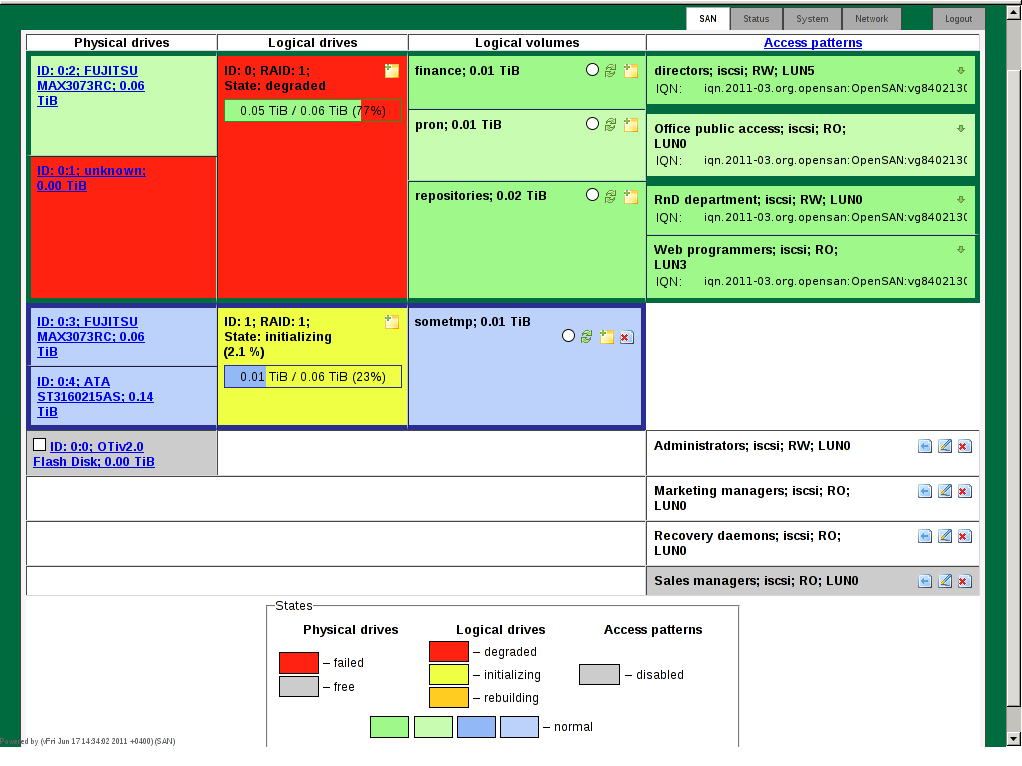 SAN Status System Network Logout
Physical drives Logical drives Logical volumes Access patterns
ID: 0:2; FUJITSU
MAX3073RC; 0.06
TiB
ID: 0:1; unknown;
0.00 TiB
ID: 0; RAID: 1;
State: degraded
0.05 TiB / 0.06 TiB (77%)
finance; 0.01 TiB
pron; 0.01 TiB
repositories; 0.02 TiB
directors; iscsi; RW; LUN5
IQN: iqn.2011-03.org.opensan:OpenSAN:vg8402130
Office public access; iscsi; RO;
LUN0
IQN: iqn.2011-03.org.opensan:OpenSAN:vg8402130
RnD department; iscsi; RW; LUN0
IQN: iqn.2011-03.org.opensan:OpenSAN:vg8402130
Web programmers; iscsi; RO;
LUN3
IQN: iqn.2011-03.org.opensan:OpenSAN:vg8402130
ID: 0:3; FUJITSU
MAX3073RC; 0.06
TiB
ID: 0:4; ATA
ST3160215AS; 0.14
TiB
ID: 1; RAID: 1;
State: initializing
(2.1 %)
0.01 TiB / 0.06 TiB (23%)
sometmp; 0.01 TiB
ID: 0:0; OTiv2.0
Flash Disk; 0.00 TiB
Administrators; iscsi; RW; LUN0
Marketing managers; iscsi; RO;
LUN0
Recovery daemons; iscsi; RO;
LUN0
Sales managers; iscsi; RO; LUN0
States
Physical drives Logical drives Access patterns
– failed
– free
– degraded
– initializing
– rebuilding
– disabled
– normal
Powered by (vFri Jun 17 14:34:02 2011 +0400) (SAN)